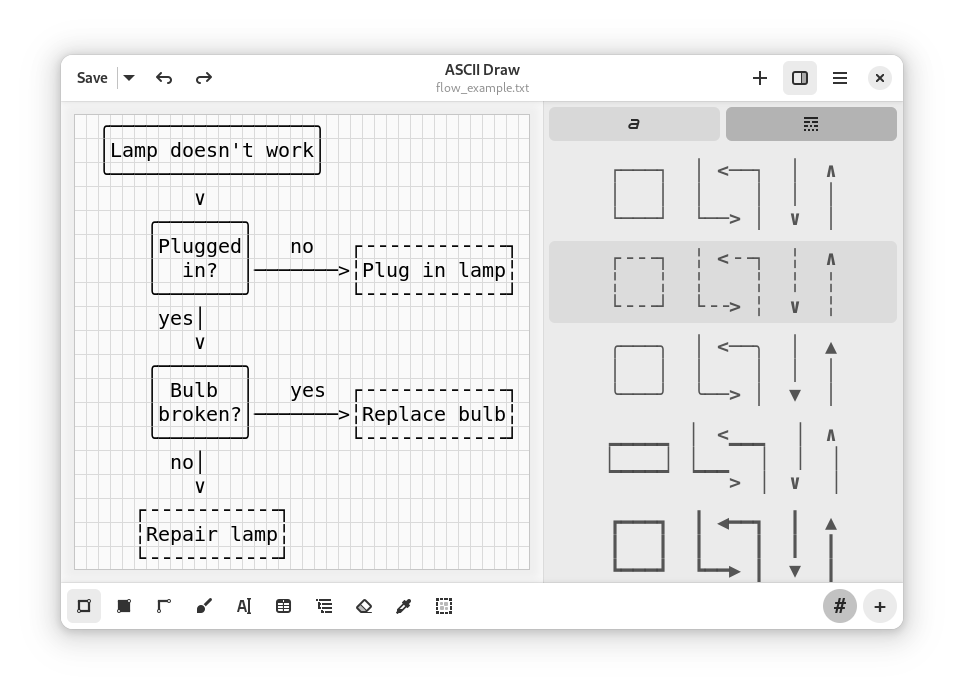 Save
ASCII Draw
flow_example.txt
a
Lamp doesn't work
Plugged
in?
no
Plug in lamp
yes
Bulb
broken?
yes
Replace bulb
no
Repair lamp
A
#
+